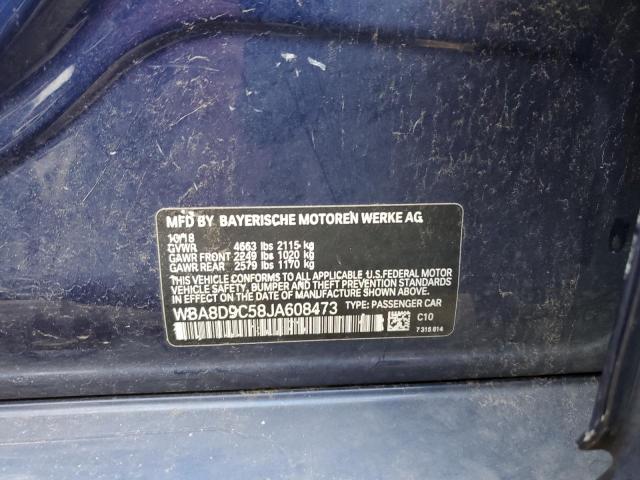 MFD BY BAYERISCHE MOTOREN WERKE AG
10/18
GVWR 4663 lbs 2115 kg
GAWR FRONT 2249 lbs 1020 kg
GAWR REAR 2579 lbs 1170 kg
THIS VEHICLE CONFORMS TO ALL APPLICABLE U.S.FEDERAL MOTOR
VEHICLE SAFETY, BUMPER AND THEFT PREVENTION STANDARDS IN
EFFECT ON THE DATE OF MANUFACTURE SHOWN ABOVE.
WBA8D9C58JA608473 TYPE: PASSENGER CAR
C10
7 315 614